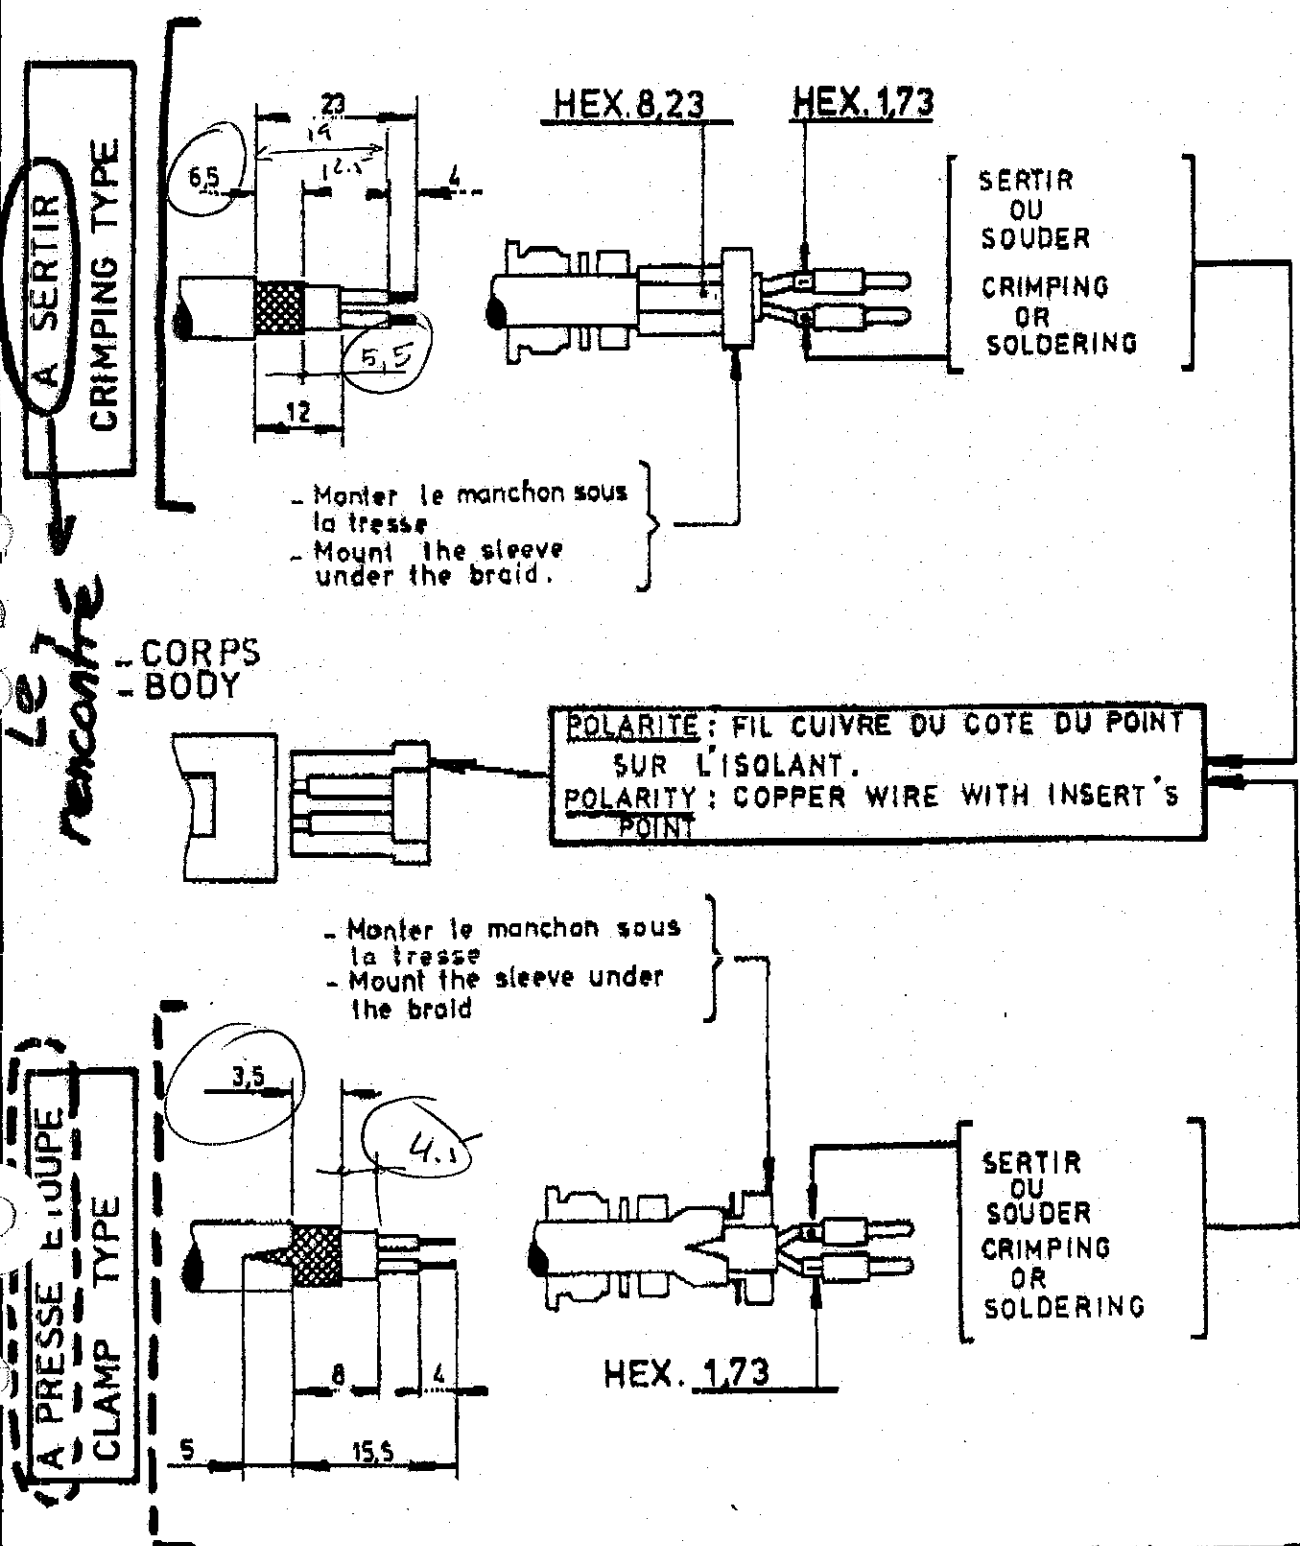 A SERTIR
CRIMPING TYPE
23
19
12.5
6,5
4
5,5
12
HEX. 8,23
HEX. 1,73
SERTIR
OU
SOUDER
CRIMPING
OR
SOLDERING
- Monter le manchon sous
la tresse
- Mount the sleeve
under the braid.
Le +
rencontré
- CORPS
- BODY
POLARITE : FIL CUIVRE DU COTE DU POINT
SUR L'ISOLANT.
POLARITY : COPPER WIRE WITH INSERT'S
POINT
- Monter le manchon sous
la tresse
- Mount the sleeve under
the braid
A PRESSE ETOUPE
CLAMP TYPE
3,5
4.5
8
4
5
15,5
HEX. 1,73
SERTIR
OU
SOUDER
CRIMPING
OR
SOLDERING